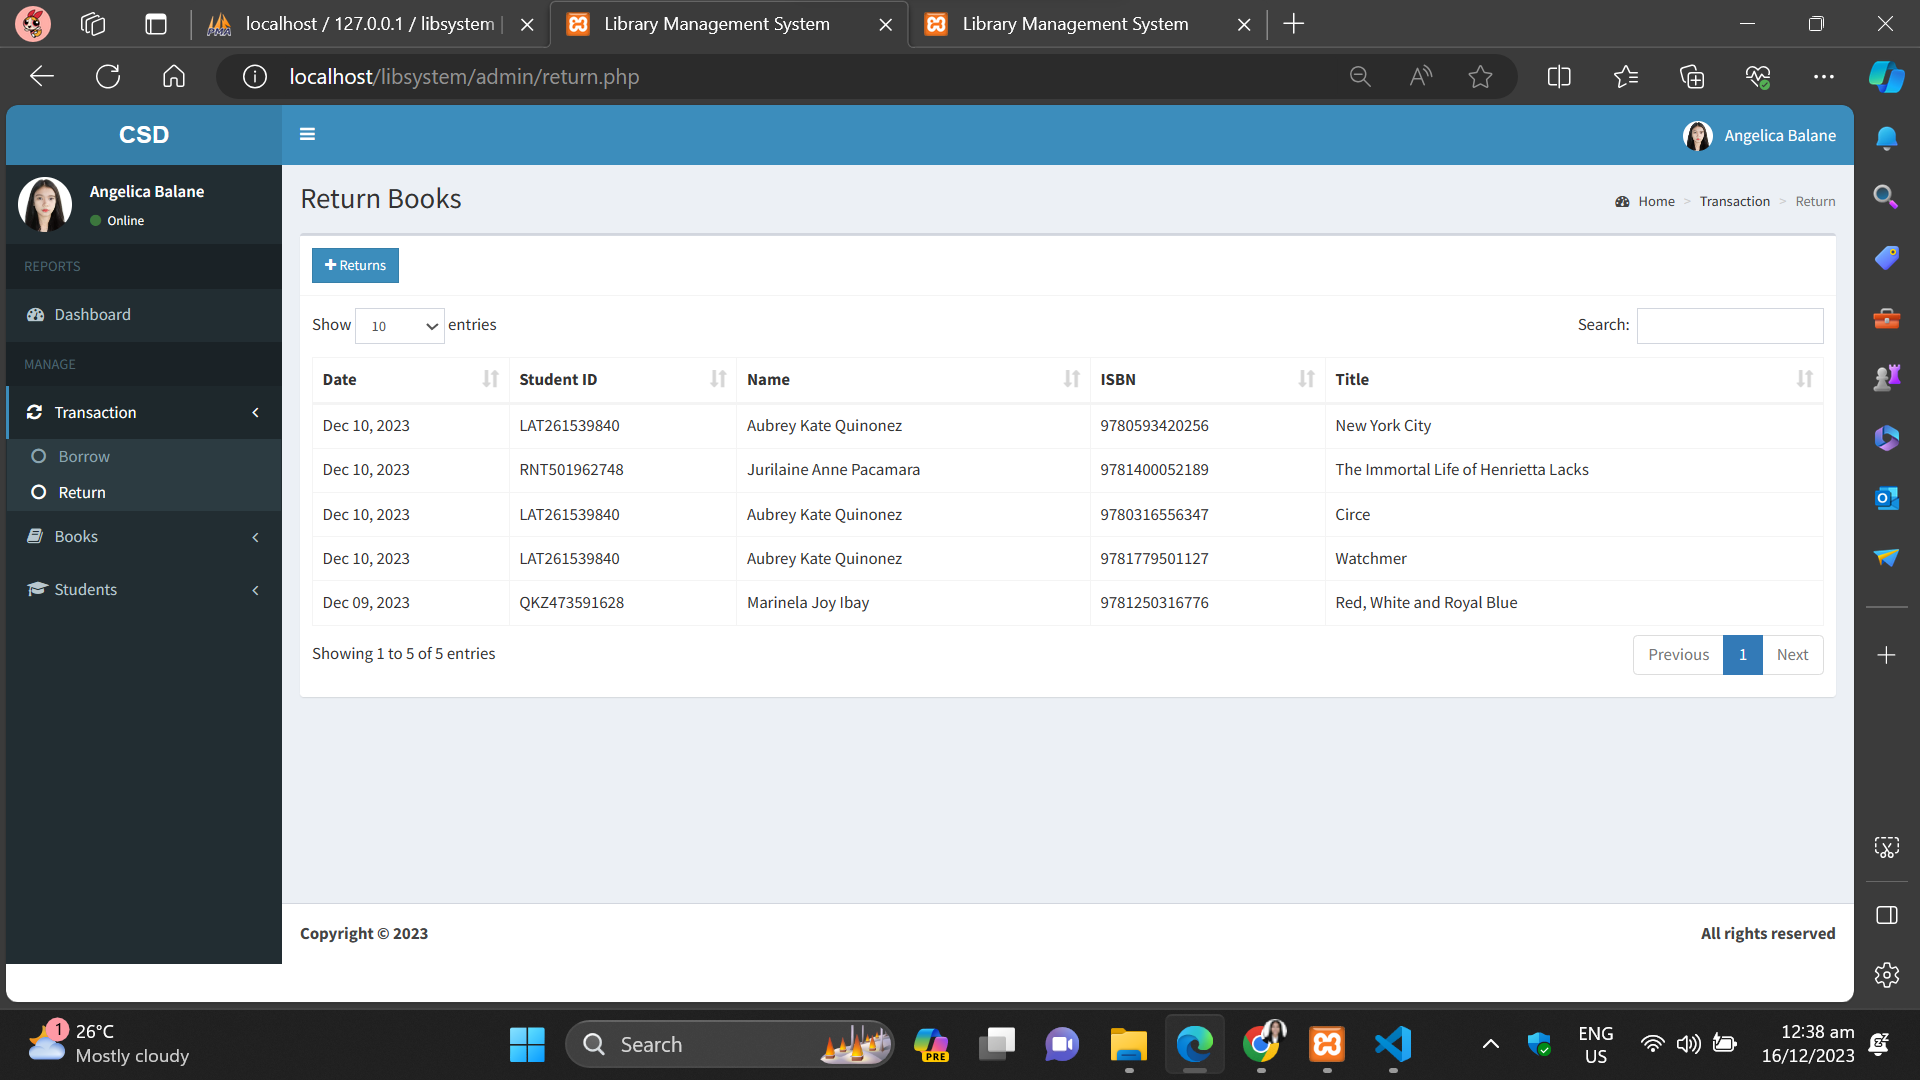 localhost / 127.0.0.1 / libsystem |
Library Management System
Library Management System
localhost/libsystem/admin/return.php
CSD
Angelica Balane
Angelica Balane
Online
Return Books
Home > Transaction > Return
REPORTS
Dashboard
MANAGE
Transaction
Borrow
Return
Books
Students
Returns
Show 10 entries
Search:
Date Student ID Name ISBN Title
Dec 10, 2023 LAT261539840 Aubrey Kate Quinonez 9780593420256 New York City
Dec 10, 2023 RNT501962748 Jurilaine Anne Pacamara 9781400052189 The Immortal Life of Henrietta Lacks
Dec 10, 2023 LAT261539840 Aubrey Kate Quinonez 9780316556347 Circe
Dec 10, 2023 LAT261539840 Aubrey Kate Quinonez 9781779501127 Watchmer
Dec 09, 2023 QKZ473591628 Marinela Joy Ibay 9781250316776 Red, White and Royal Blue
Showing 1 to 5 of 5 entries
Previous 1 Next
Copyright © 2023
All rights reserved
1
26°C
Mostly cloudy
Search
PRE
ENG
US
12:38 am
16/12/2023